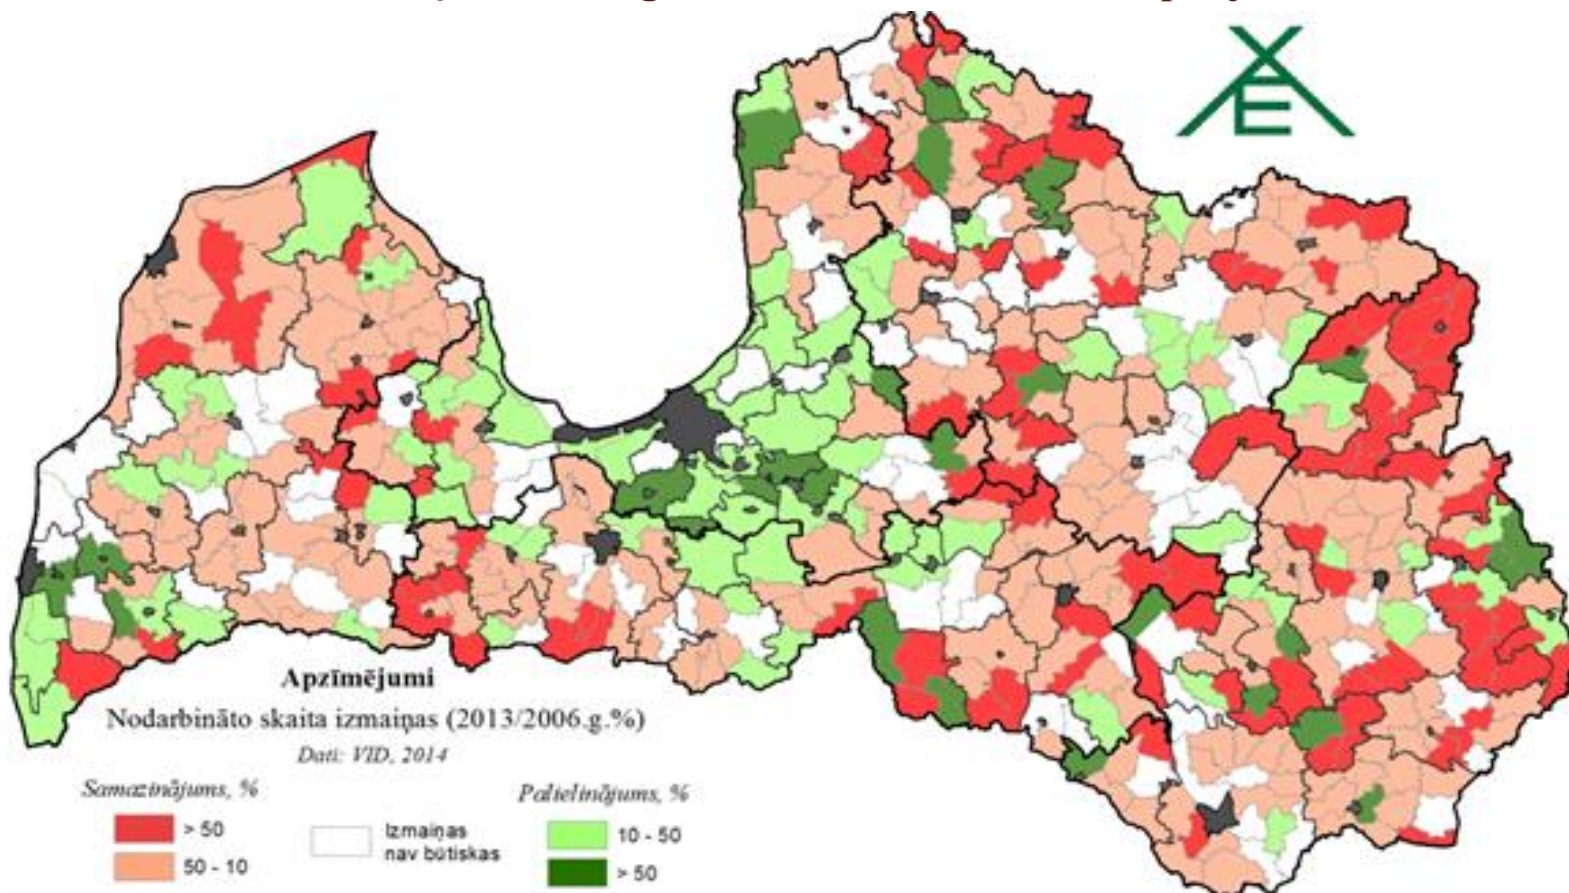 Apzīmējumi
Nodarbināto skaita izmaiņas (2013/2006.g.%)
Dati: VID, 2014
Samazinājums, %
> 50
50 - 10
Izmaiņas
nav būtiskas
Palielinājums, %
10 - 50
> 50